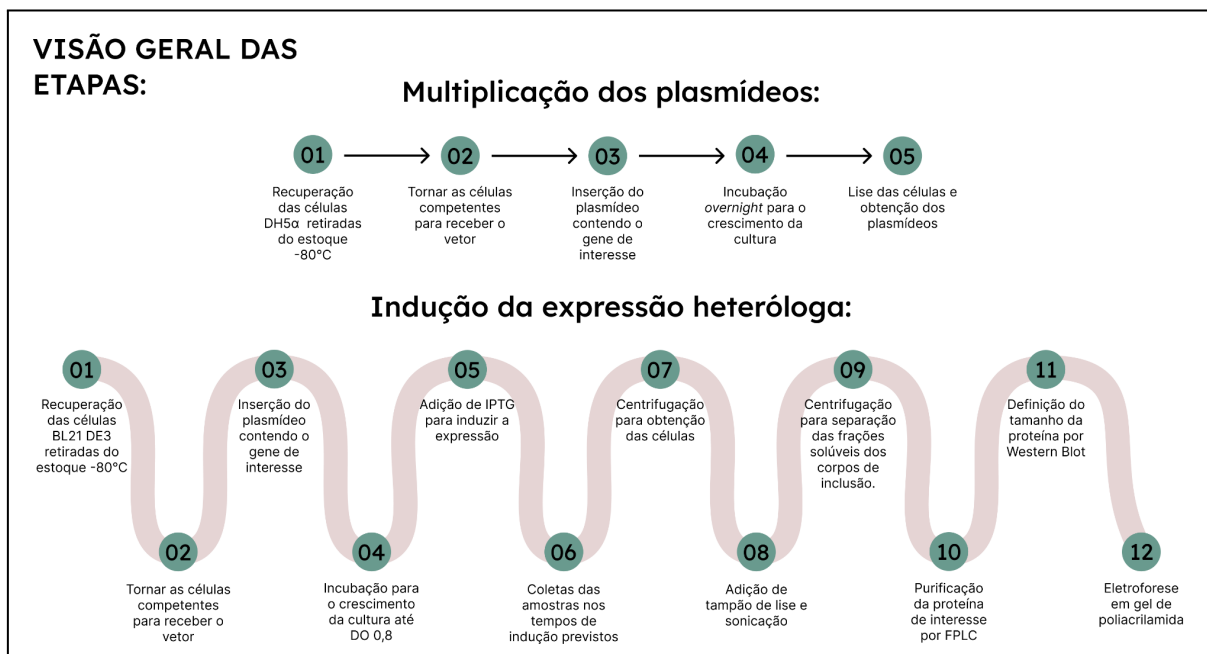 VISÃO GERAL DAS
ETAPAS:
Multiplicação dos plasmídeos:
01
Recuperação
das células
DH5α retiradas
do estoque
-80°C
02
Tornar as células
competentes
para receber o
vetor
03
Inserção do
plasmídeo
contendo o
gene de
interesse
04
Incubação
overnight para o
crescimento da
cultura
05
Lise das células e
obtenção dos
plasmídeos
Indução da expressão heteróloga:
01
Recuperação
das células
BL21 DE3
retiradas do
estoque -80°C
02
Tornar as células
competentes
para receber o
vetor
03
Inserção do
plasmídeo
contendo o
gene de
interesse
04
Incubação para
o crescimento
da cultura até
DO 0,8
05
Adição de IPTG
para induzir a
expressão
06
Coletas das
amostras nos
tempos de
indução previstos
07
Centrifugação
para obtenção
das células
08
Adição de
tampão de lise e
sonicação
09
Centrifugação
para separação
das frações
solúveis dos
corpos de
inclusão.
10
Purificação
da proteína
de interesse
por FPLC
11
Definição do
tamanho da
proteína por
Western Blot
12
Eletroforese
em gel de
poliacrilamida